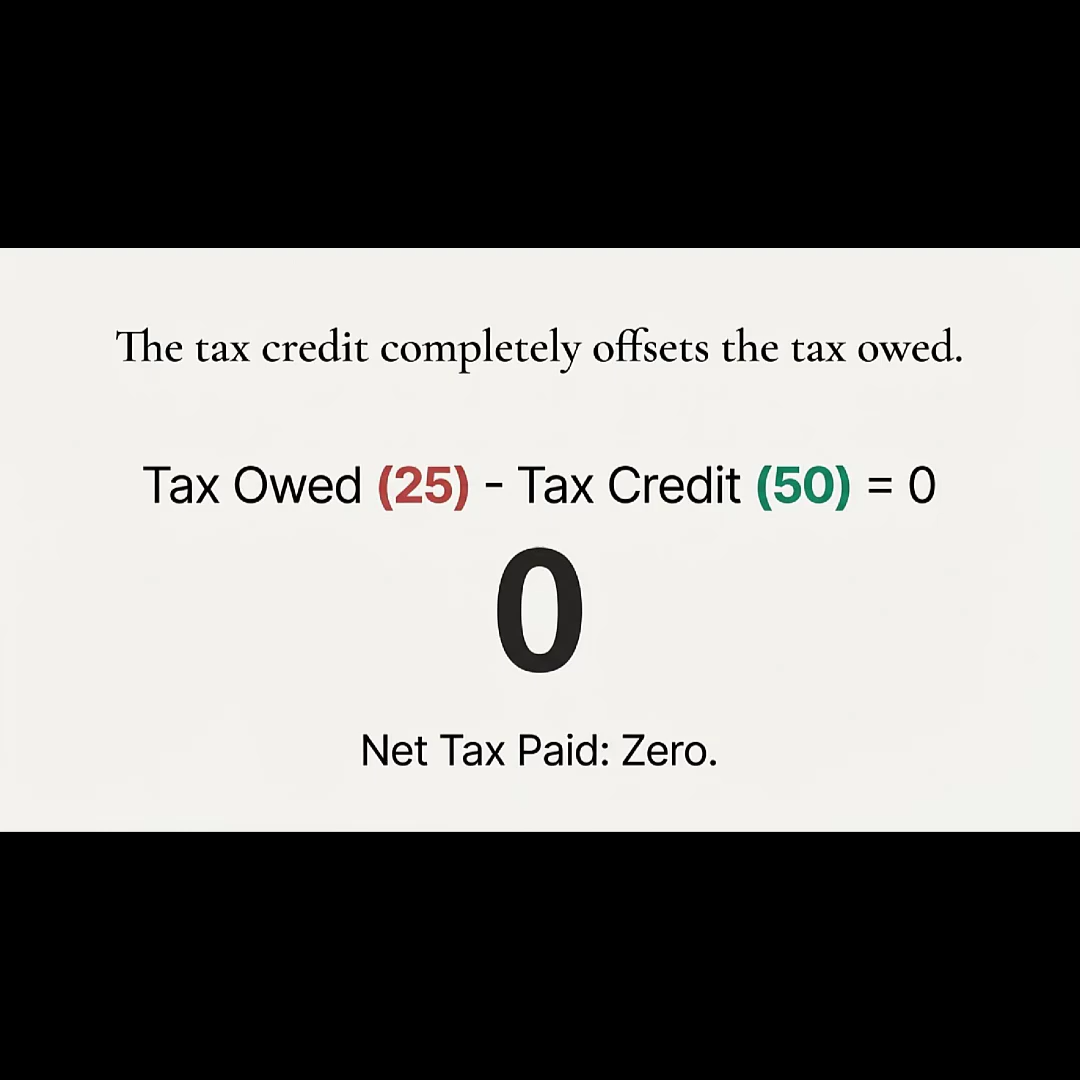 The tax credit completely offsets the tax owed.
Tax Owed (25) - Tax Credit (50) = 0
0
Net Tax Paid: Zero.